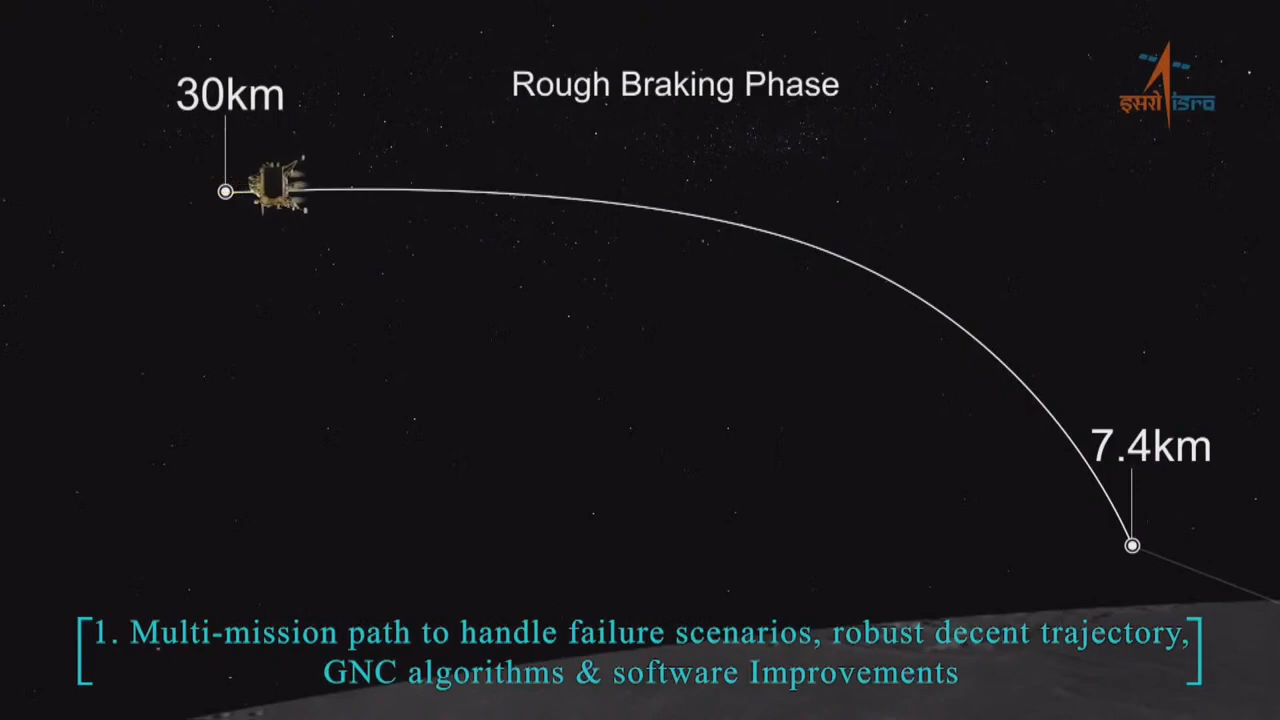 30km
Rough Braking Phase
इसरो isro
7.4km
1. Multi-mission path to handle failure scenarios, robust decent trajectory,
GNC algorithms & software Improvements